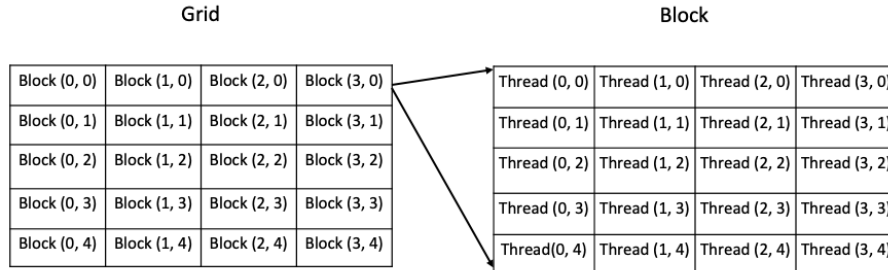 Grid Block
Block (0, 0) Block (1, 0) Block (2, 0) Block (3, 0)
Block (0, 1) Block (1, 1) Block (2, 1) Block (3, 1)
Block (0, 2) Block (1, 2) Block (2, 2) Block (3, 2)
Block (0, 3) Block (1, 3) Block (2, 3) Block (3, 3)
Block (0, 4) Block (1, 4) Block (2, 4) Block (3, 4)
Thread (0, 0) Thread (1, 0) Thread (2, 0) Thread (3, 0)
Thread (0, 1) Thread (1, 1) Thread (2, 1) Thread (3, 1)
Thread (0, 2) Thread (1, 2) Thread (2, 2) Thread (3, 2)
Thread (0, 3) Thread (1, 3) Thread (2, 3) Thread (3, 3)
Thread(0, 4) Thread (1, 4) Thread (2, 4) Thread (3, 4)